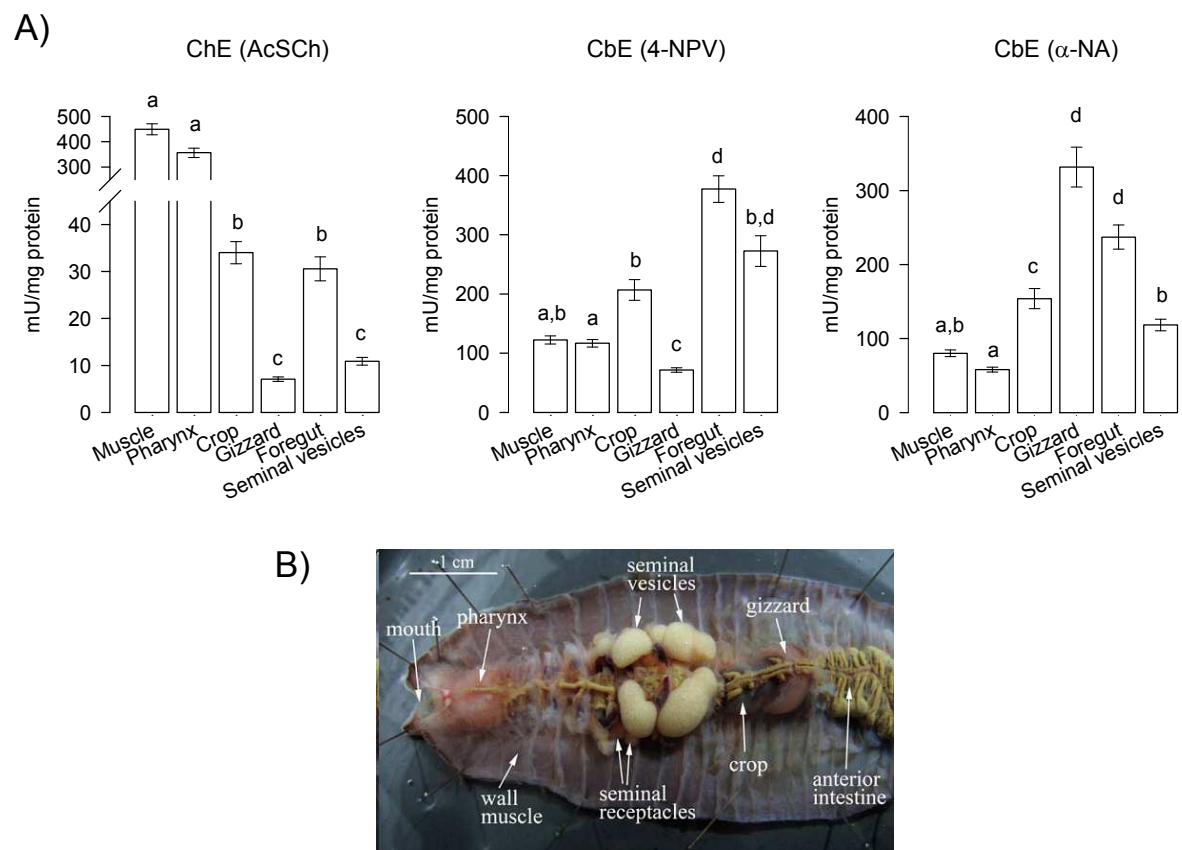 A)
ChE (AcSCh)
CbE (4-NPV)
CbE (α-NA)
mU/mg protein
500
400
300
40
30
20
10
0
a
a
b
c
b
c
Muscle
Pharynx
Crop
Gizzard
Foregut
Seminal vesicles
mU/mg protein
500
400
300
200
100
0
a,b
a
b
c
d
b,d
Muscle
Pharynx
Crop
Gizzard
Foregut
Seminal vesicles
mU/mg protein
400
300
200
100
0
a,b
a
c
d
d
b
Muscle
Pharynx
Crop
Gizzard
Foregut
Seminal vesicles
B)
~1 cm
seminal
vesicles
mouth
pharynx
gizzard
wall
muscle
seminal
receptacles
crop
anterior
intestine